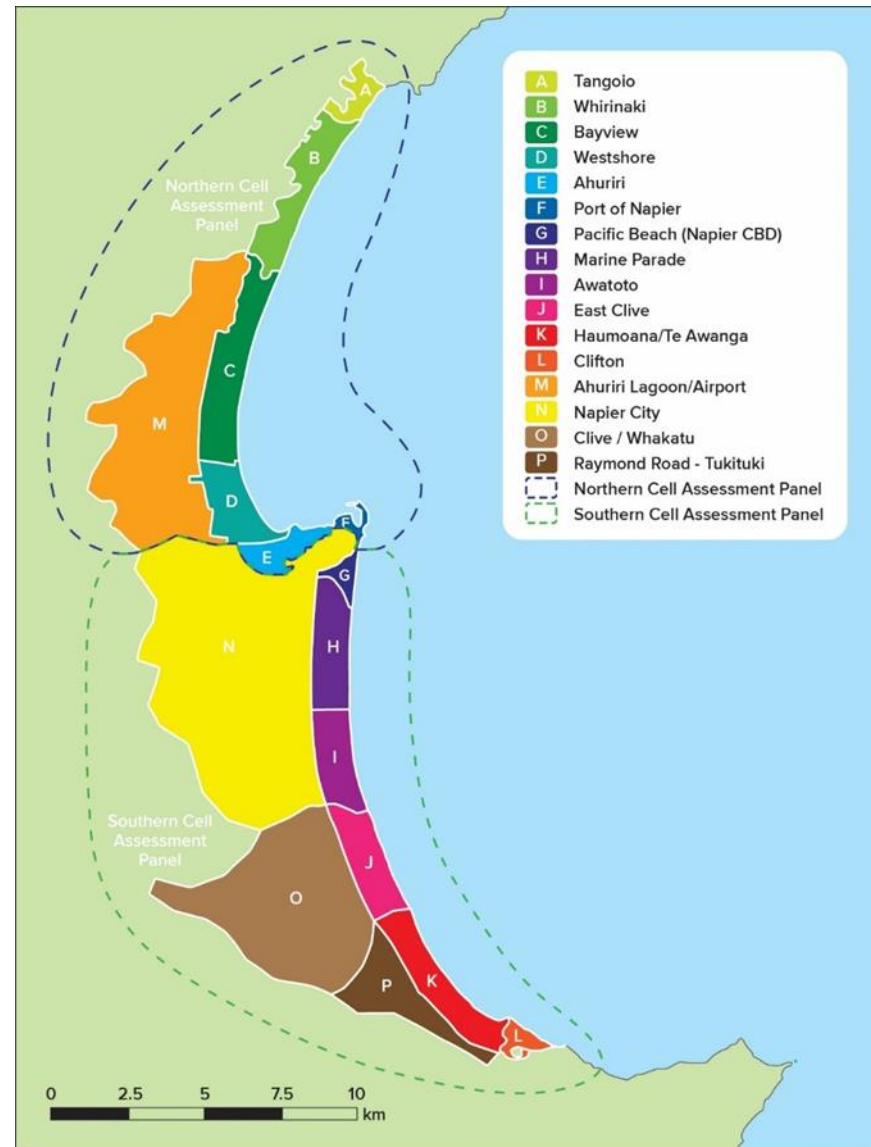 A Tangoio
B Whirinaki
C Bayview
D Westshore
E Ahuriri
F Port of Napier
G Pacific Beach (Napier CBD)
H Marine Parade
I Awatoto
J East Clive
K Haumoana/Te Awanga
L Clifton
M Ahuriri Lagoon/Airport
N Napier City
O Clive / Whakatu
P Raymond Road - Tukituki
Northern Cell Assessment Panel
Southern Cell Assessment Panel
A
B
Northern Cell
Assessment
Panel
C
M
D
F
E
G
N
H
I
Southern Cell
Assessment
Panel
J
O
K
P
L
0 2.5 5 7.5 10
km